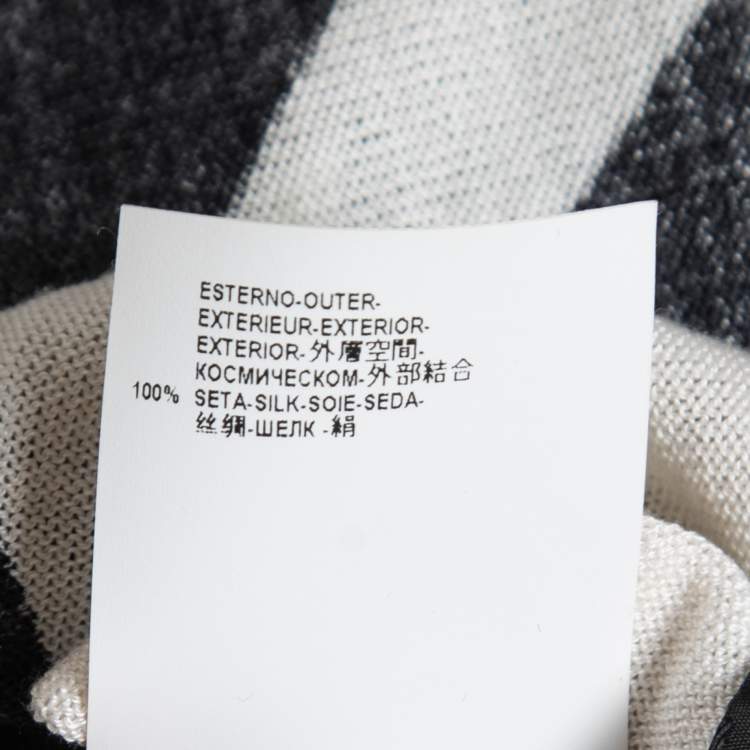 ESTERNO-OUTER-
EXTERIEUR-EXTERIOR-
EXTERIOR-外層空間-
КОСМИЧЕСКОМ-外部結合
100% SETA-SILK-SOIE-SEDA-
丝绸-ШЕЛК -絹